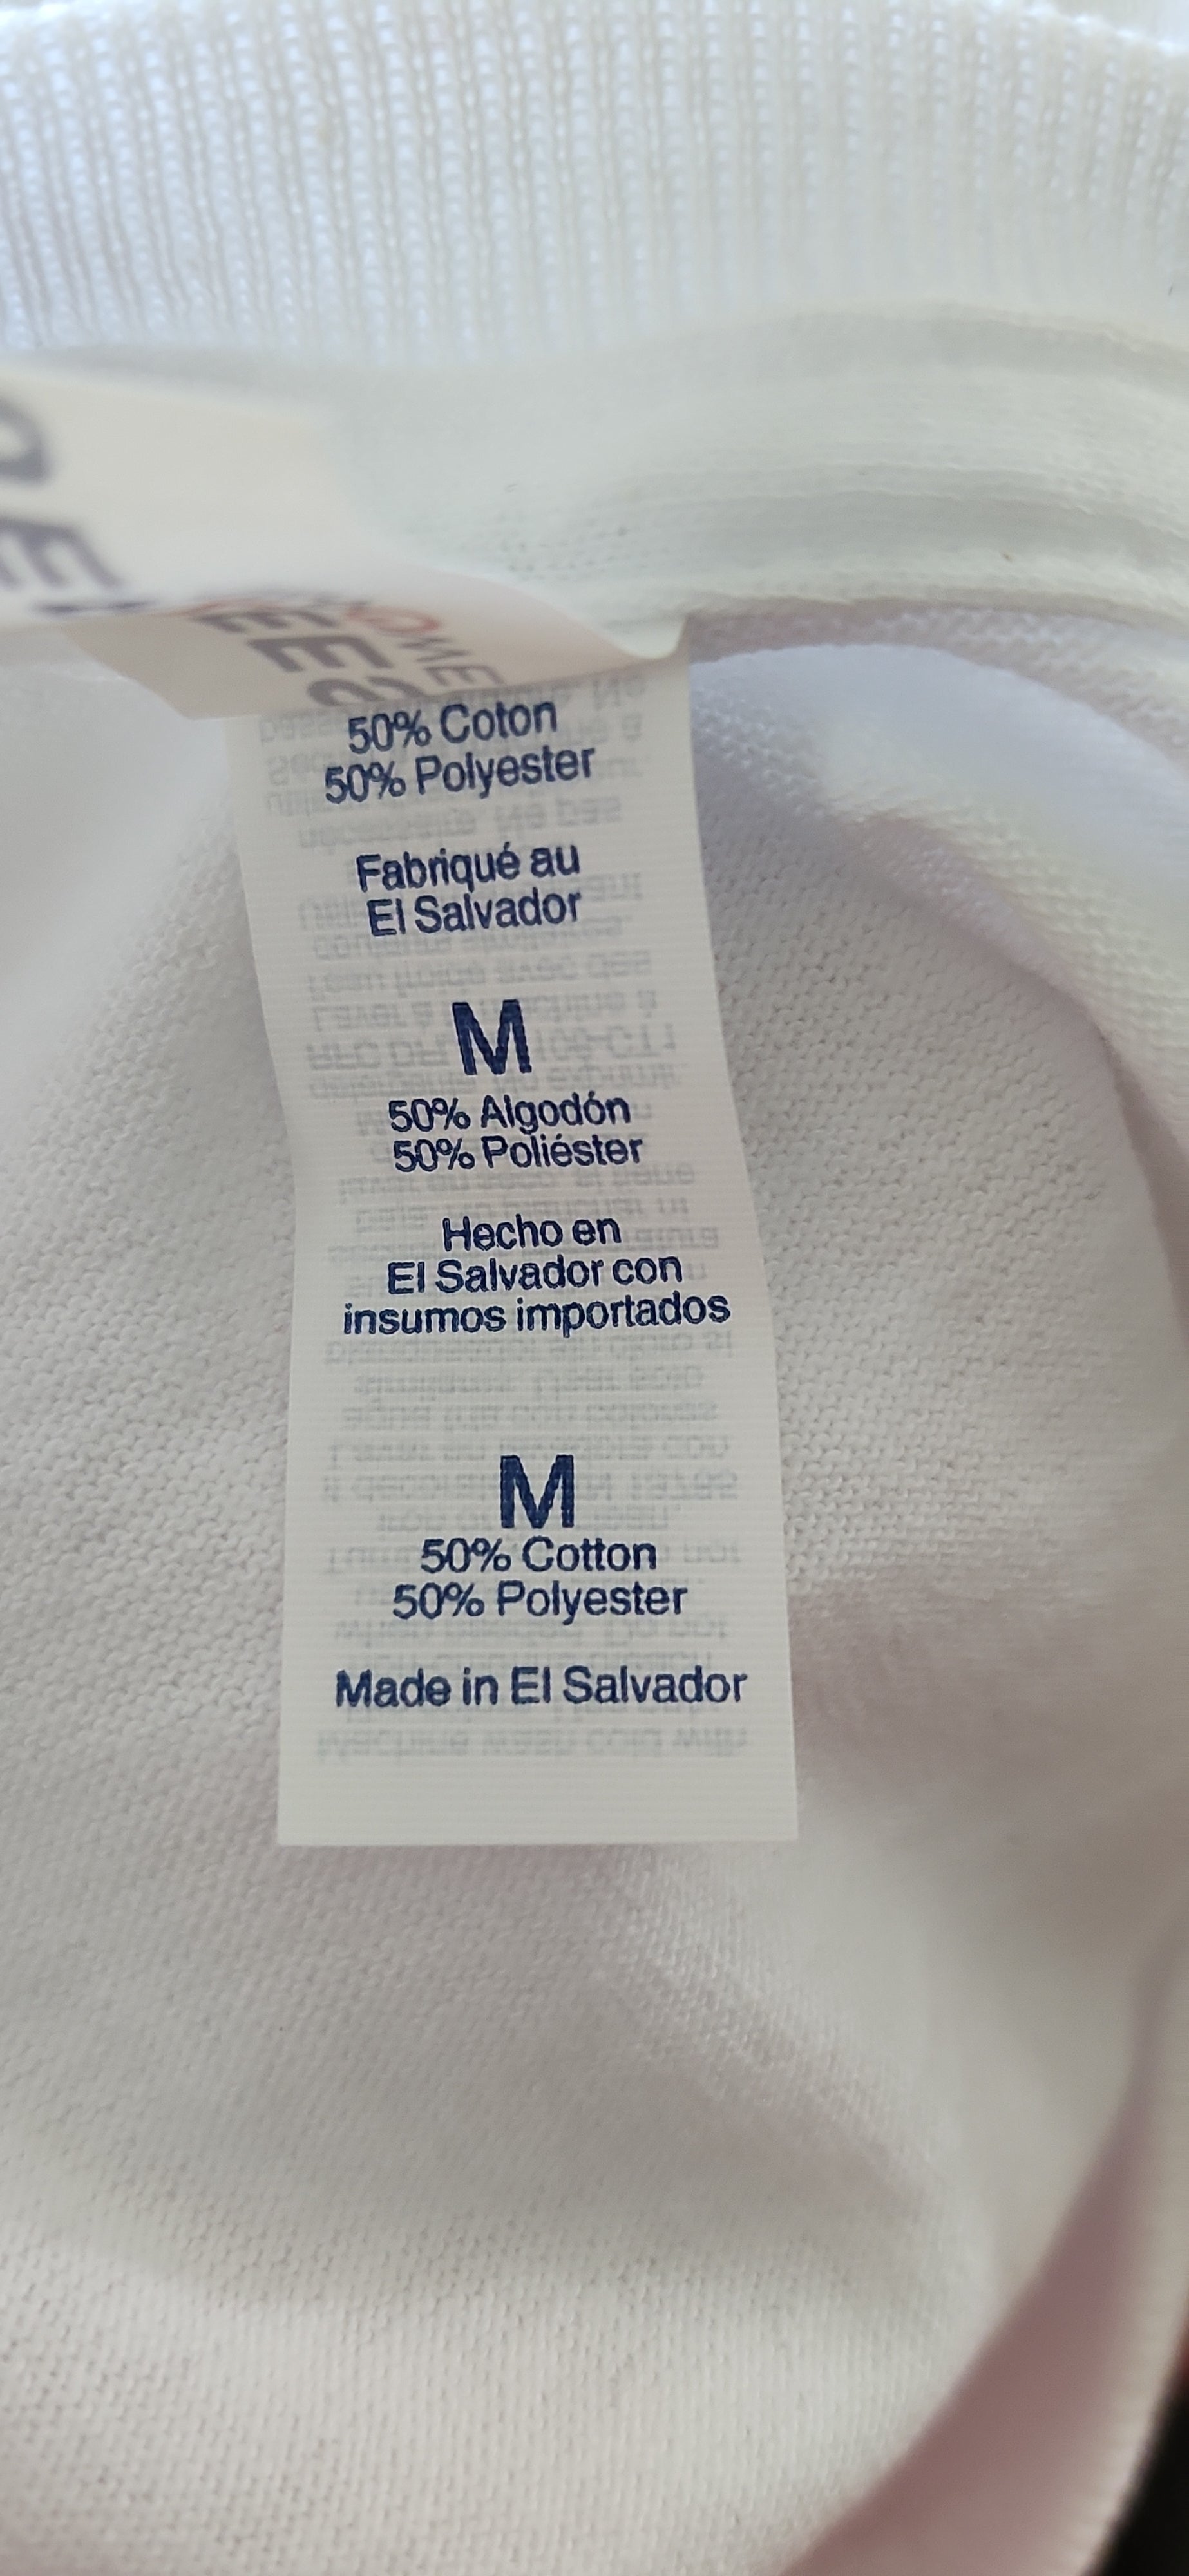 50% Coton
50% Polyester
Fabriqué au
El Salvador
M
50% Algodón
50% Poliéster
Hecho en
El Salvador con
insumos importados
M
50% Cotton
50% Polyester
Made in El Salvador